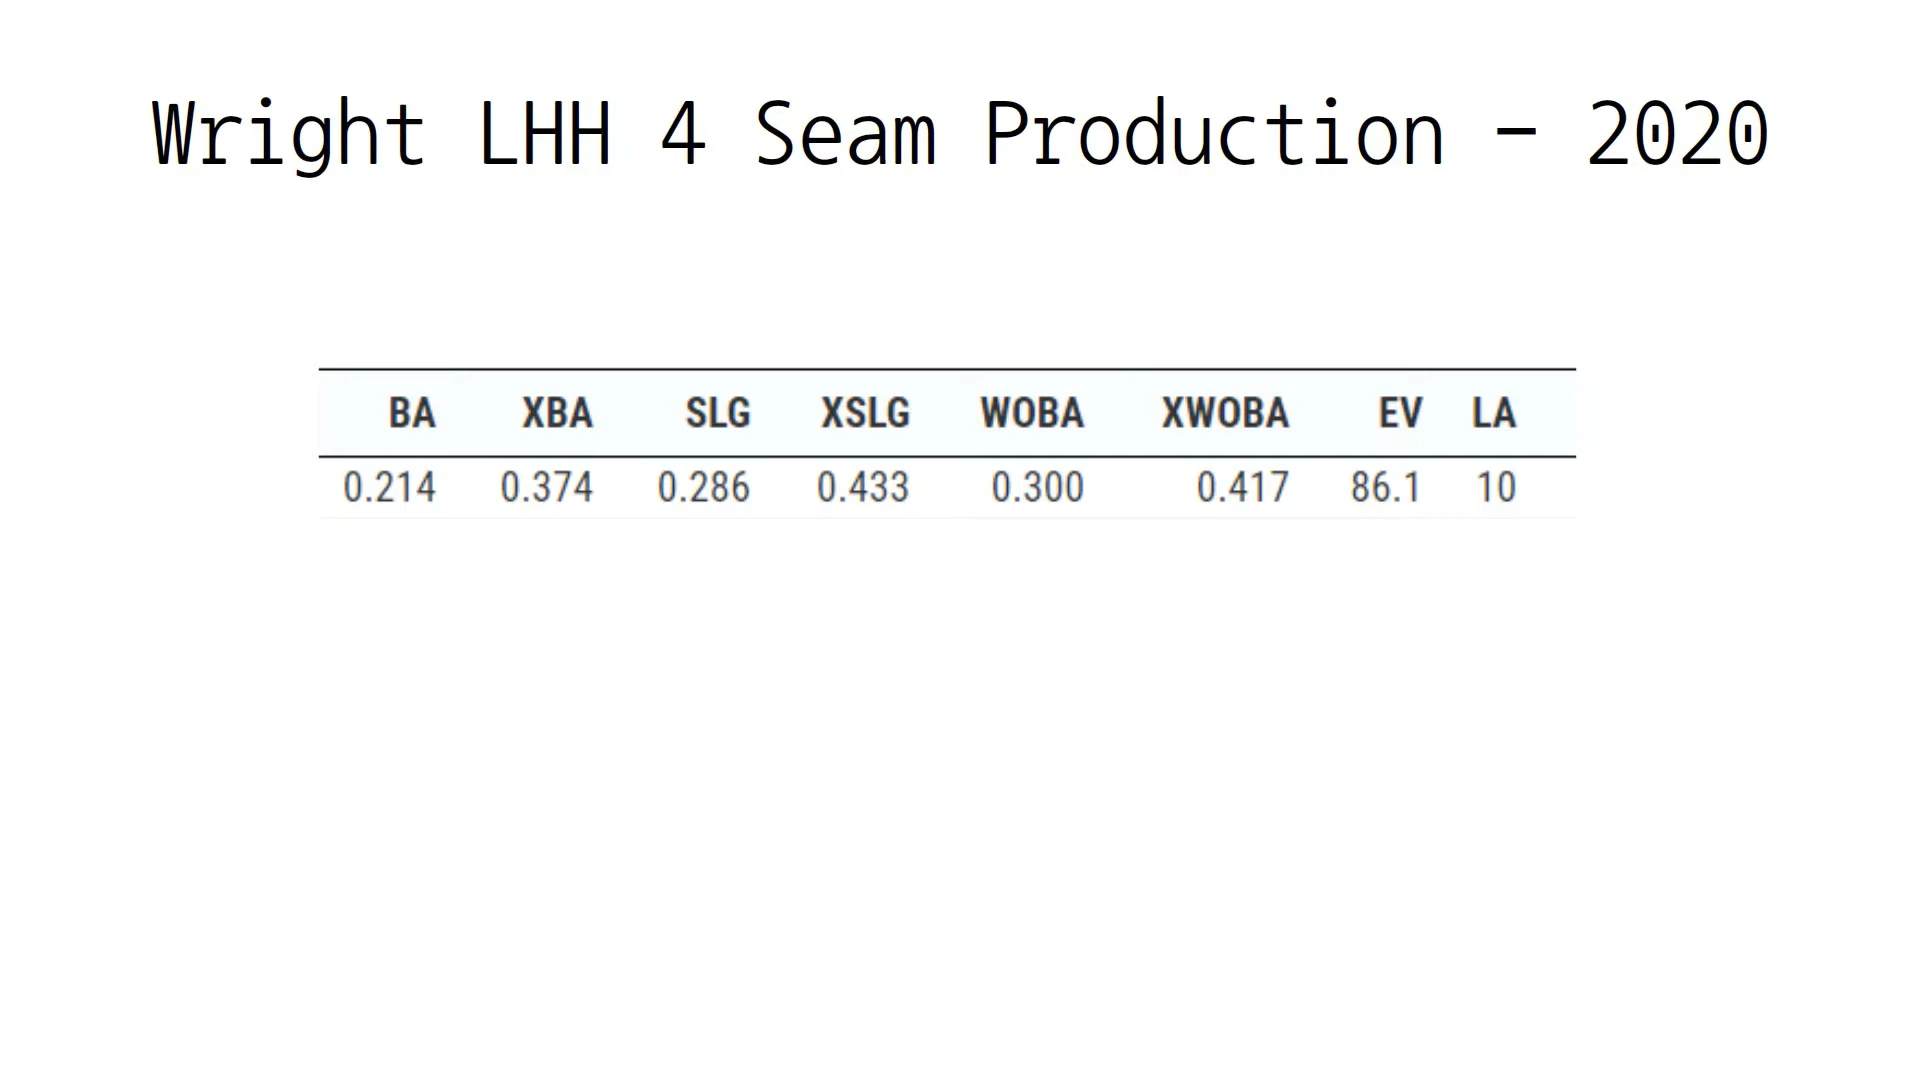 Wright LHH 4 Seam Production - 2020
BA XBA SLG XSLG WOBA XWOBA EV LA
0.214 0.374 0.286 0.433 0.300 0.417 86.1 10